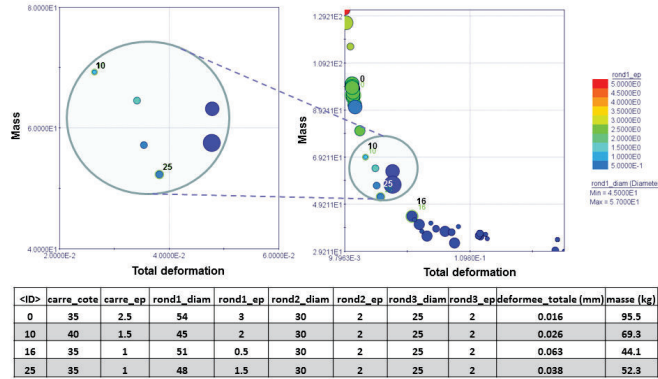 8.0000E1
6.0000E1
4.0000E1
Mass
2.0000E-2
4.0000E-2
6.0000E-2
Total deformation
10
25
1.2921E2
1.0921E2
8.9241E1
6.9211E1
4.9211E1
2.9211E1
Mass
9.7963E-3
1.0980E-1
Total deformation
0
10
25
16
rond1_ep
5.0000E0
4.5000E0
4.0000E0
3.5000E0
3.0000E0
2.5000E0
2.0000E0
1.5000E0
1.0000E0
5.0000E-1
rond1_diam (Diamete
Min = 4.5000E1
Max = 5.7000E1
<ID> carre_cote carre_ep rond1_diam rond1_ep rond2_diam rond2_ep rond3_diam rond3_ep deformee_totale (mm) masse (kg)
0 35 2.5 54 3 30 2 25 2 0.016 95.5
10 40 1.5 45 2 30 2 25 2 0.026 69.3
16 35 1 51 0.5 30 2 25 2 0.063 44.1
25 35 1 48 1.5 30 2 25 2 0.038 52.3